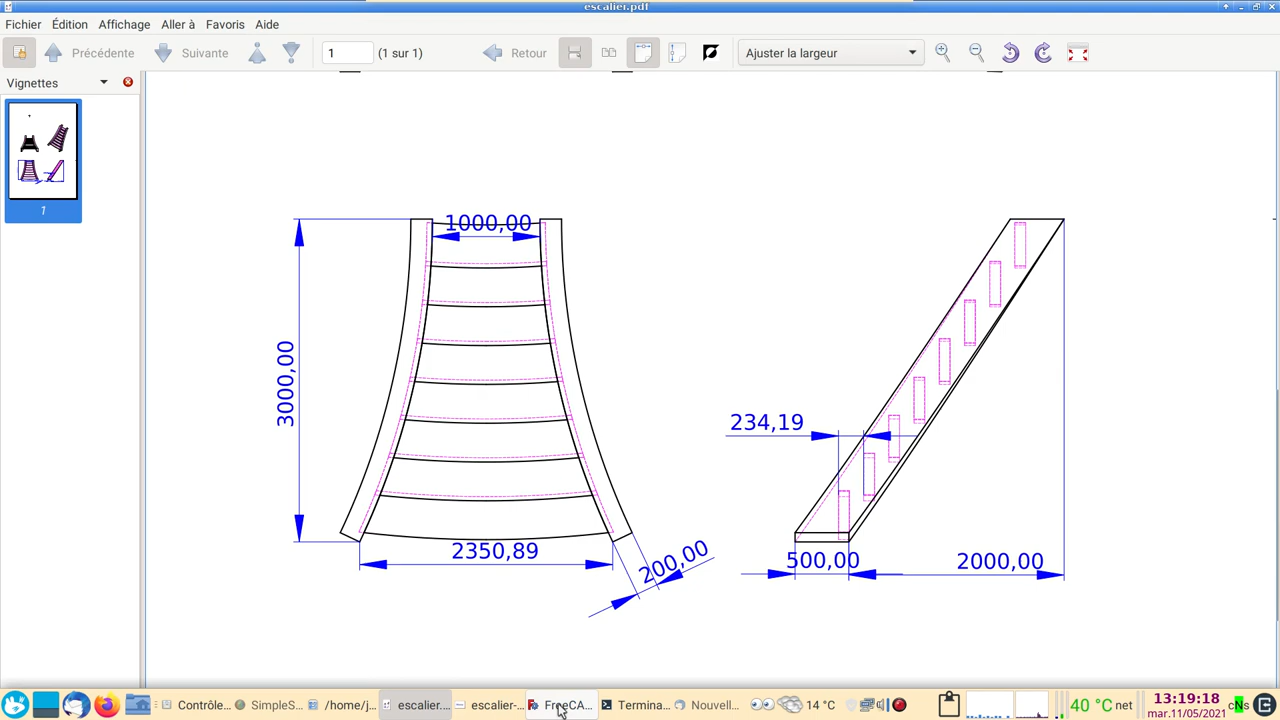 escalier.pdf
Fichier Édition Affichage Aller à Favoris Aide
Précédente Suivante 1 (1 sur 1) Retour Ajuster la largeur
Vignettes
1
1000,00
3000,00
234,19
2350,89
200,00
500,00 2000,00
Contrôle... SimpleS... /home/j... escalier.... escalier-... FreeCA... Termina... Nouvell... 14 °C 40 °C net 13:19:18
mar.11/05/2021